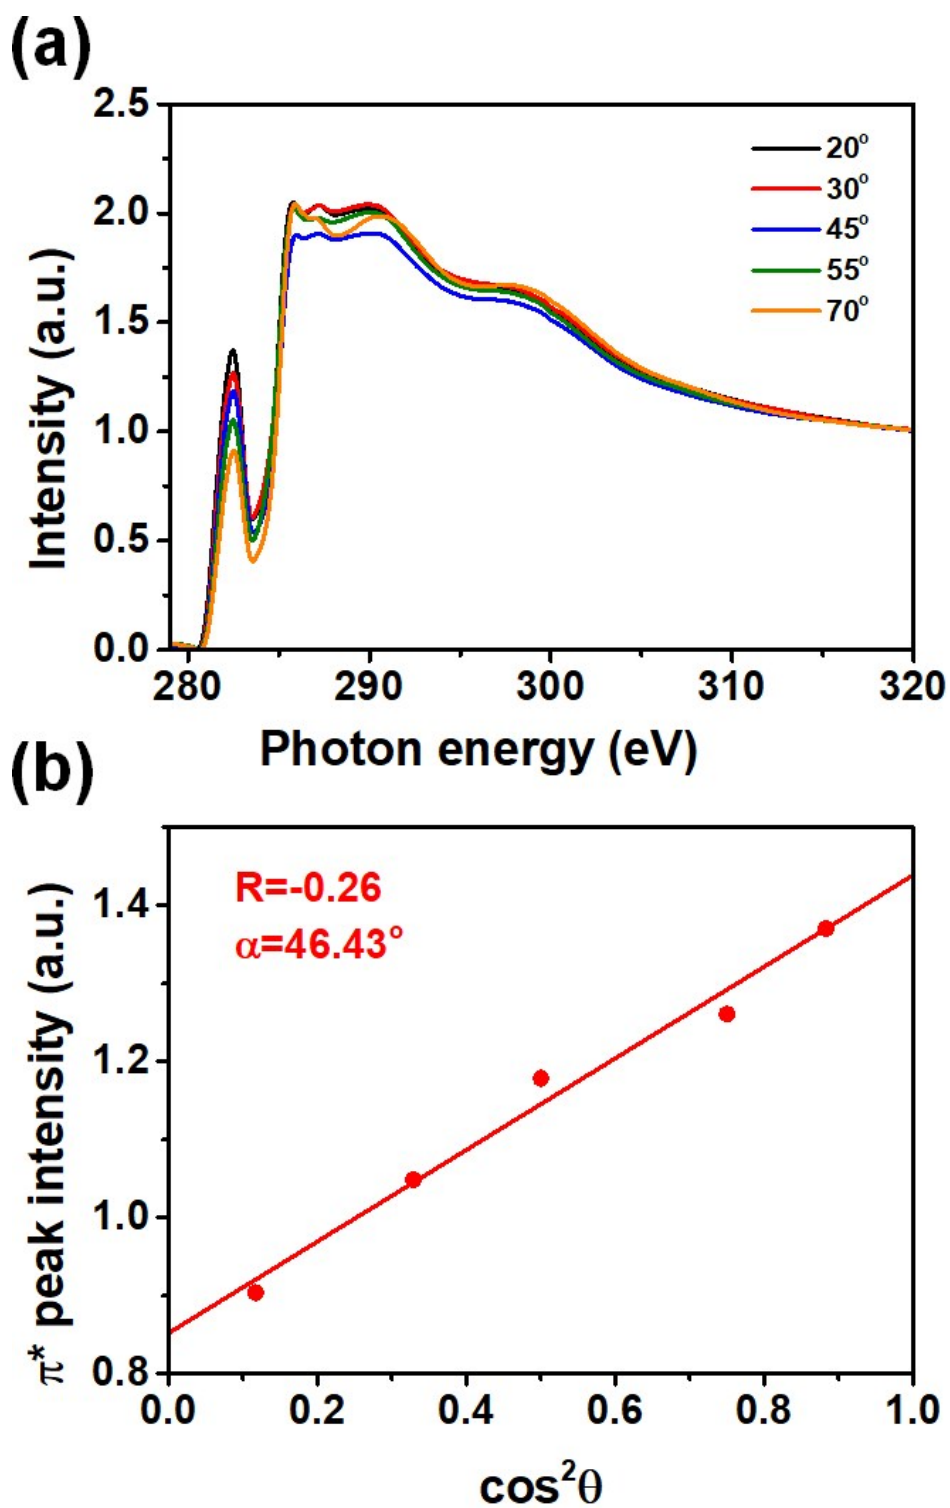 (a)
2.5
2.0
1.5
1.0
0.5
0.0
Intensity (a.u.)
20°
30°
45°
55°
70°
280 290 300 310 320
Photon energy (eV)
(b)
R=-0.26
α=46.43°
1.4
1.2
1.0
0.8
π* peak intensity (a.u.)
0.0 0.2 0.4 0.6 0.8 1.0
cos²θ